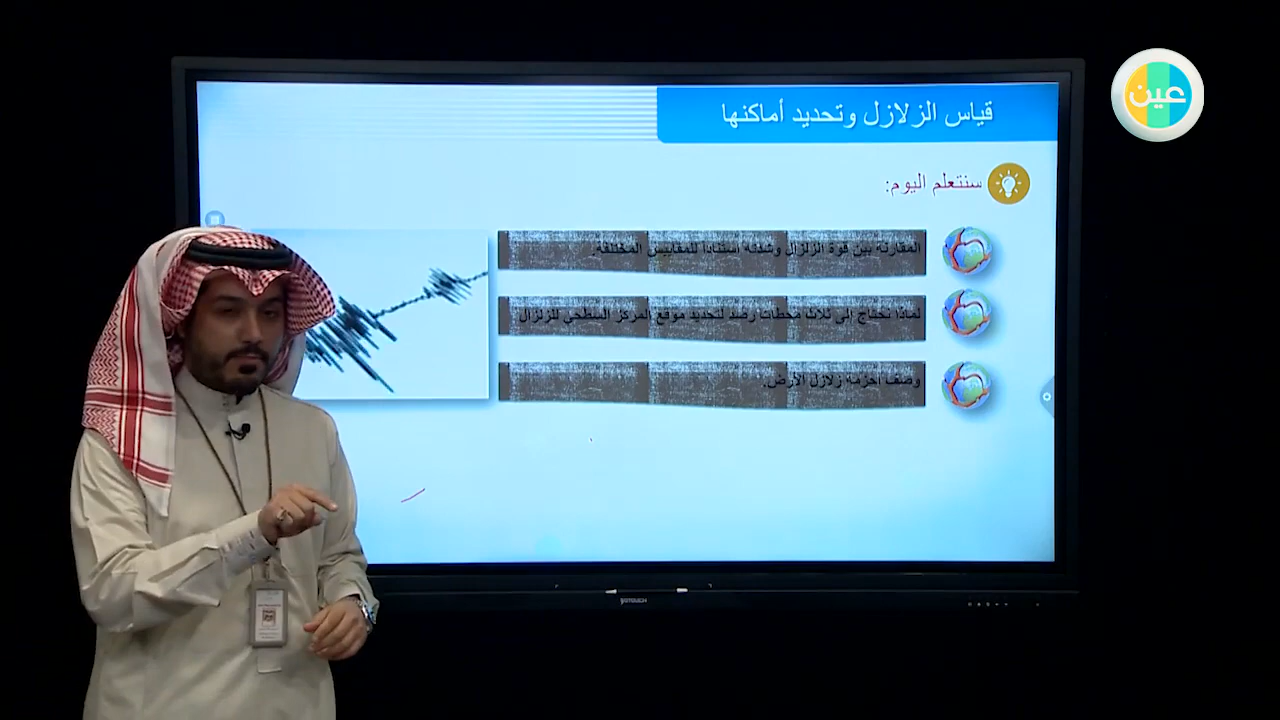 عين
قياس الزلازل وتحديد أماكنها
سنتعلم اليوم:
المقارنة بين قوة الزلزال وشدته استنادا للمقاييس المختلفة.
لماذا نحتاج إلى ثلاث محطات رصد لتحديد موقع المركز السطحي للزلزال
وصف أحزمة زلازل الأرض.